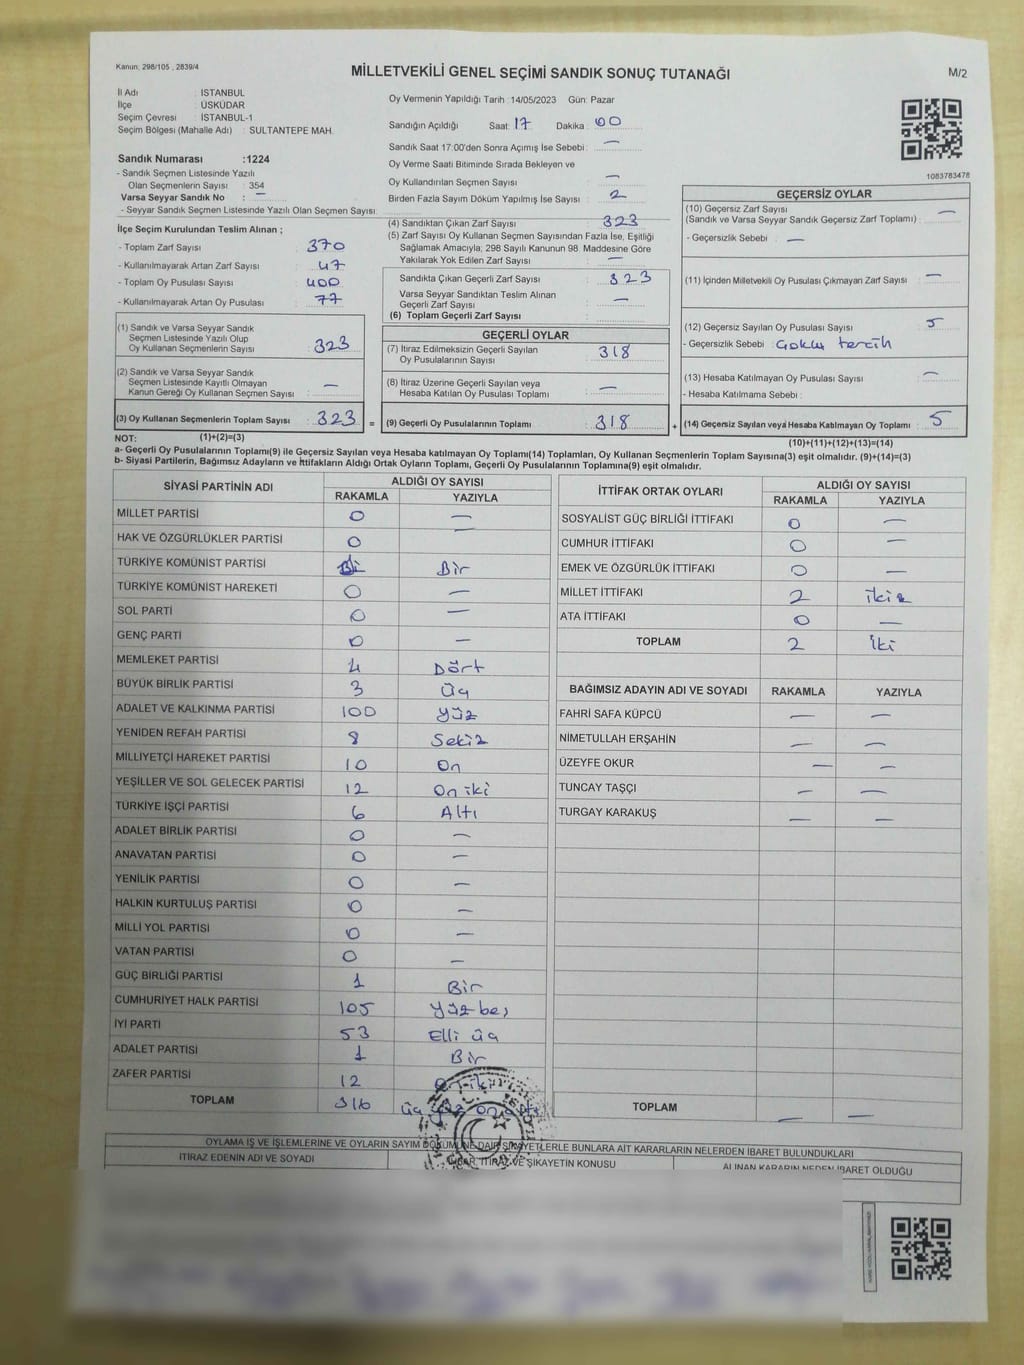 Kanun: 298/105 , 2839/4
MİLLETVEKİLİ GENEL SEÇİMİ SANDIK SONUÇ TUTANAĞI
M/2
İl Adı : İSTANBUL
İlçe : ÜSKÜDAR
Seçim Çevresi : İSTANBUL-1
Seçim Bölgesi (Mahalle Adı) : SULTANTEPE MAH.
Sandık Numarası :1224
- Sandık Seçmen Listesinde Yazılı
Olan Seçmenlerin Sayısı : 354
Varsa Seyyar Sandık No : —
- Seyyar Sandık Seçmen Listesinde Yazılı Olan Seçmen Sayısı:
İlçe Seçim Kurulundan Teslim Alınan ;
- Toplam Zarf Sayısı : 370
- Kullanılmayarak Artan Zarf Sayısı : 47
- Toplam Oy Pusulası Sayısı : 400
- Kullanılmayarak Artan Oy Pusulası : 77
(1) Sandık ve Varsa Seyyar Sandık
Seçmen Listesinde Yazılı Olup
Oy Kullanan Seçmenlerin Sayısı : 323
(2) Sandık ve Varsa Seyyar Sandık
Seçmen Listesinde Kayıtlı Olmayan
Kanun Gereği Oy Kullanan Seçmen Sayısı : —
(3) Oy Kullanan Seçmenlerin Toplam Sayısı : 323 =
Oy Vermenin Yapıldığı Tarih : 14/05/2023 Gün: Pazar
Sandığın Açıldığı Saat: 17 Dakika : 00
Sandık Saat 17:00'den Sonra Açımış İse Sebebi : —
Oy Verme Saati Bitiminde Sırada Bekleyen ve
Oy Kullandırılan Seçmen Sayısı : —
Birden Fazla Sayım Döküm Yapılmış İse Sayısı : 2
(4) Sandıktan Çıkan Zarf Sayısı : 323
(5) Zarf Sayısı Oy Kullanan Seçmen Sayısından Fazla İse, Eşitliği
Sağlamak Amacıyla; 298 Sayılı Kanunun 98. Maddesine Göre
Yakılarak Yok Edilen Zarf Sayısı : —
Sandıkta Çıkan Geçerli Zarf Sayısı : 323
Varsa Seyyar Sandıktan Teslim Alınan
Geçerli Zarf Sayısı : —
(6) Toplam Geçerli Zarf Sayısı :
GEÇERLİ OYLAR
(7) İtiraz Edilmeksizin Geçerli Sayılan
Oy Pusulalarının Sayısı : 318
(8) İtiraz Üzerine Geçerli Sayılan veya
Hesaba Katılan Oy Pusulası Toplamı : —
(9) Geçerli Oy Pusulalarının Toplamı : 318 +
1083783478
GEÇERSİZ OYLAR
(10) Geçersiz Zarf Sayısı
(Sandık ve Varsa Seyyar Sandık Geçersiz Zarf Toplamı) : —
- Geçersizlik Sebebi : —
(11) İçinden Milletvekili Oy Pusulası Çıkmayan Zarf Sayısı : —
(12) Geçersiz Sayılan Oy Pusulası Sayısı : 5
- Geçersizlik Sebebi : Çoklu tercih
(13) Hesaba Katılmayan Oy Pusulası Sayısı : —
- Hesaba Katılmama Sebebi :
(14) Geçersiz Sayılan veya Hesaba Katılmayan Oy Toplamı : 5
NOT: (1)+(2)=(3)
(10)+(11)+(12)+(13)=(14)
a- Geçerli Oy Pusulalarının Toplamı(9) ile Geçersiz Sayılan veya Hesaba katılmayan Oy Toplamı(14) Toplamları, Oy Kullanan Seçmenlerin Toplam Sayısına(3) eşit olmalıdır. (9)+(14)=(3)
b- Siyasi Partilerin, Bağımsız Adayların ve İttifakların Aldığı Ortak Oyların Toplamı, Geçerli Oy Pusulalarının Toplamına(9) eşit olmalıdır.
SİYASİ PARTİNİN ADI ALDIĞI OY SAYISI
RAKAMLA YAZIYLA
MİLLET PARTİSİ 0 —
HAK VE ÖZGÜRLÜKLER PARTİSİ 0 —
TÜRKİYE KOMÜNİST PARTİSİ Bir
TÜRKİYE KOMÜNİST HAREKETİ 0 —
SOL PARTİ 0 —
GENÇ PARTİ 0 —
MEMLEKET PARTİSİ 4 Dört
BÜYÜK BİRLİK PARTİSİ 3 Üç
ADALET VE KALKINMA PARTİSİ 100 Yüz
YENİDEN REFAH PARTİSİ 8 Sekiz
MİLLİYETÇİ HAREKET PARTİSİ 10 On
YEŞİLLER VE SOL GELECEK PARTİSİ 12 On iki
TÜRKİYE İŞÇİ PARTİSİ 6 Altı
ADALET BİRLİK PARTİSİ 0 —
ANAVATAN PARTİSİ 0 —
YENİLİK PARTİSİ 0 —
HALKIN KURTULUŞ PARTİSİ 0 —
MİLLİ YOL PARTİSİ 0 —
VATAN PARTİSİ 0 —
GÜÇ BİRLİĞİ PARTİSİ 1 Bir
CUMHURİYET HALK PARTİSİ 105 Yüz beş
İYİ PARTİ 53 Elli üç
ADALET PARTİSİ 1 Bir
ZAFER PARTİSİ 12 On iki
TOPLAM 316 Üç yüz on altı
İTTİFAK ORTAK OYLARI ALDIĞI OY SAYISI
RAKAMLA YAZIYLA
SOSYALİST GÜÇ BİRLİĞİ İTTİFAKI 0 —
CUMHUR İTTİFAKI 0 —
EMEK VE ÖZGÜRLÜK İTTİFAKI 0 —
MİLLET İTTİFAKI 2 iki
ATA İTTİFAKI 0 —
TOPLAM 2 İki
BAĞIMSIZ ADAYIN ADI VE SOYADI RAKAMLA YAZIYLA
FAHRİ SAFA KÜPCÜ — —
NİMETULLAH ERŞAHİN — —
ÜZEYFE OKUR — —
TUNCAY TAŞÇI — —
TURGAY KARAKUŞ — —
TOPLAM — —
OYLAMA İŞ VE İŞLEMLERİNE VE OYLARIN SAYIM DÖKÜMÜNE DAİR ŞİKAYETLERLE BUNLARA AİT KARARLARIN NELERDEN İBARET BULUNDUKLARI
İTİRAZ EDENİN ADI VE SOYADI İTİRAZ VE ŞİKAYETİN KONUSU ALINAN KARARIN NEDEN İBARET OLDUĞU